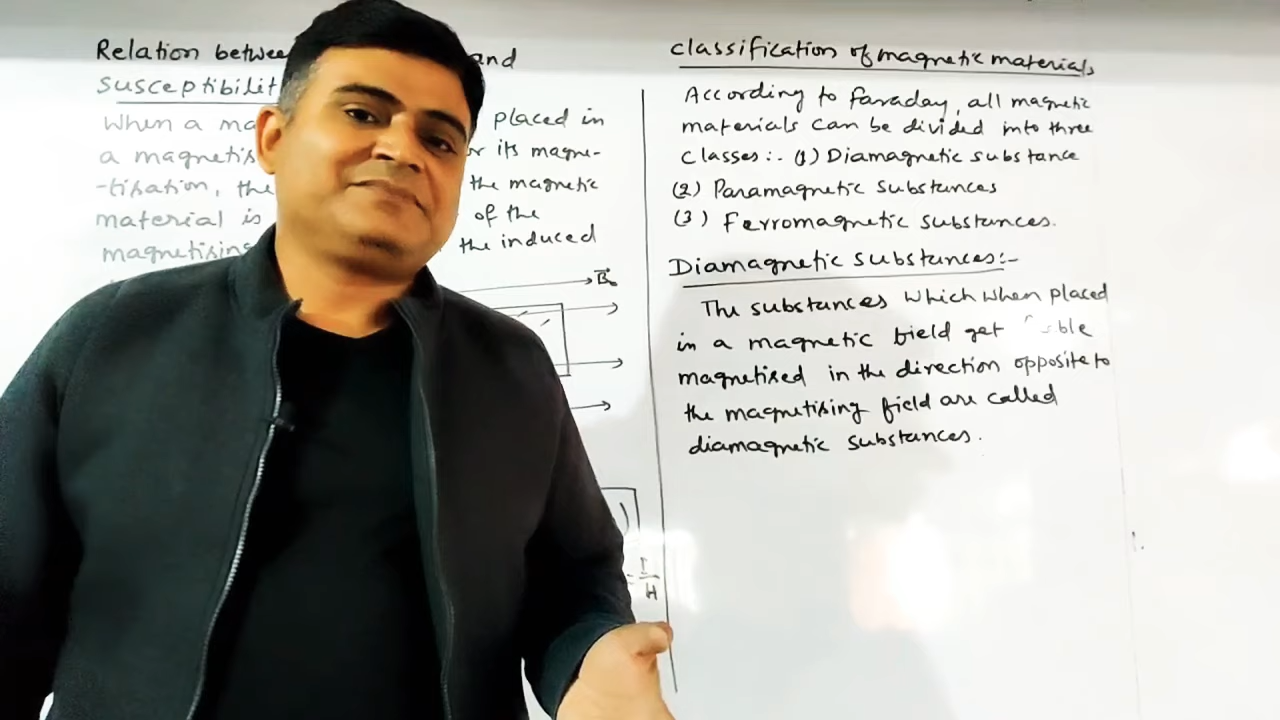 Relation and
susceptibilit
When a ma placed in
a magnetis its magne-
-tisation, the the magnetic
material is of the
magnetising the induced
B₀
I
H
classification of magnetic materials
According to faraday, all magnetic
materials can be divided into three
classes:- (1) Diamagnetic substance
(2) Paramagnetic substances
(3) Ferromagnetic substances.
Diamagnetic substances:-
The substances which when placed
in a magnetic field get
magnetised in the direction opposite to
the magnetising field are called
diamagnetic substances.